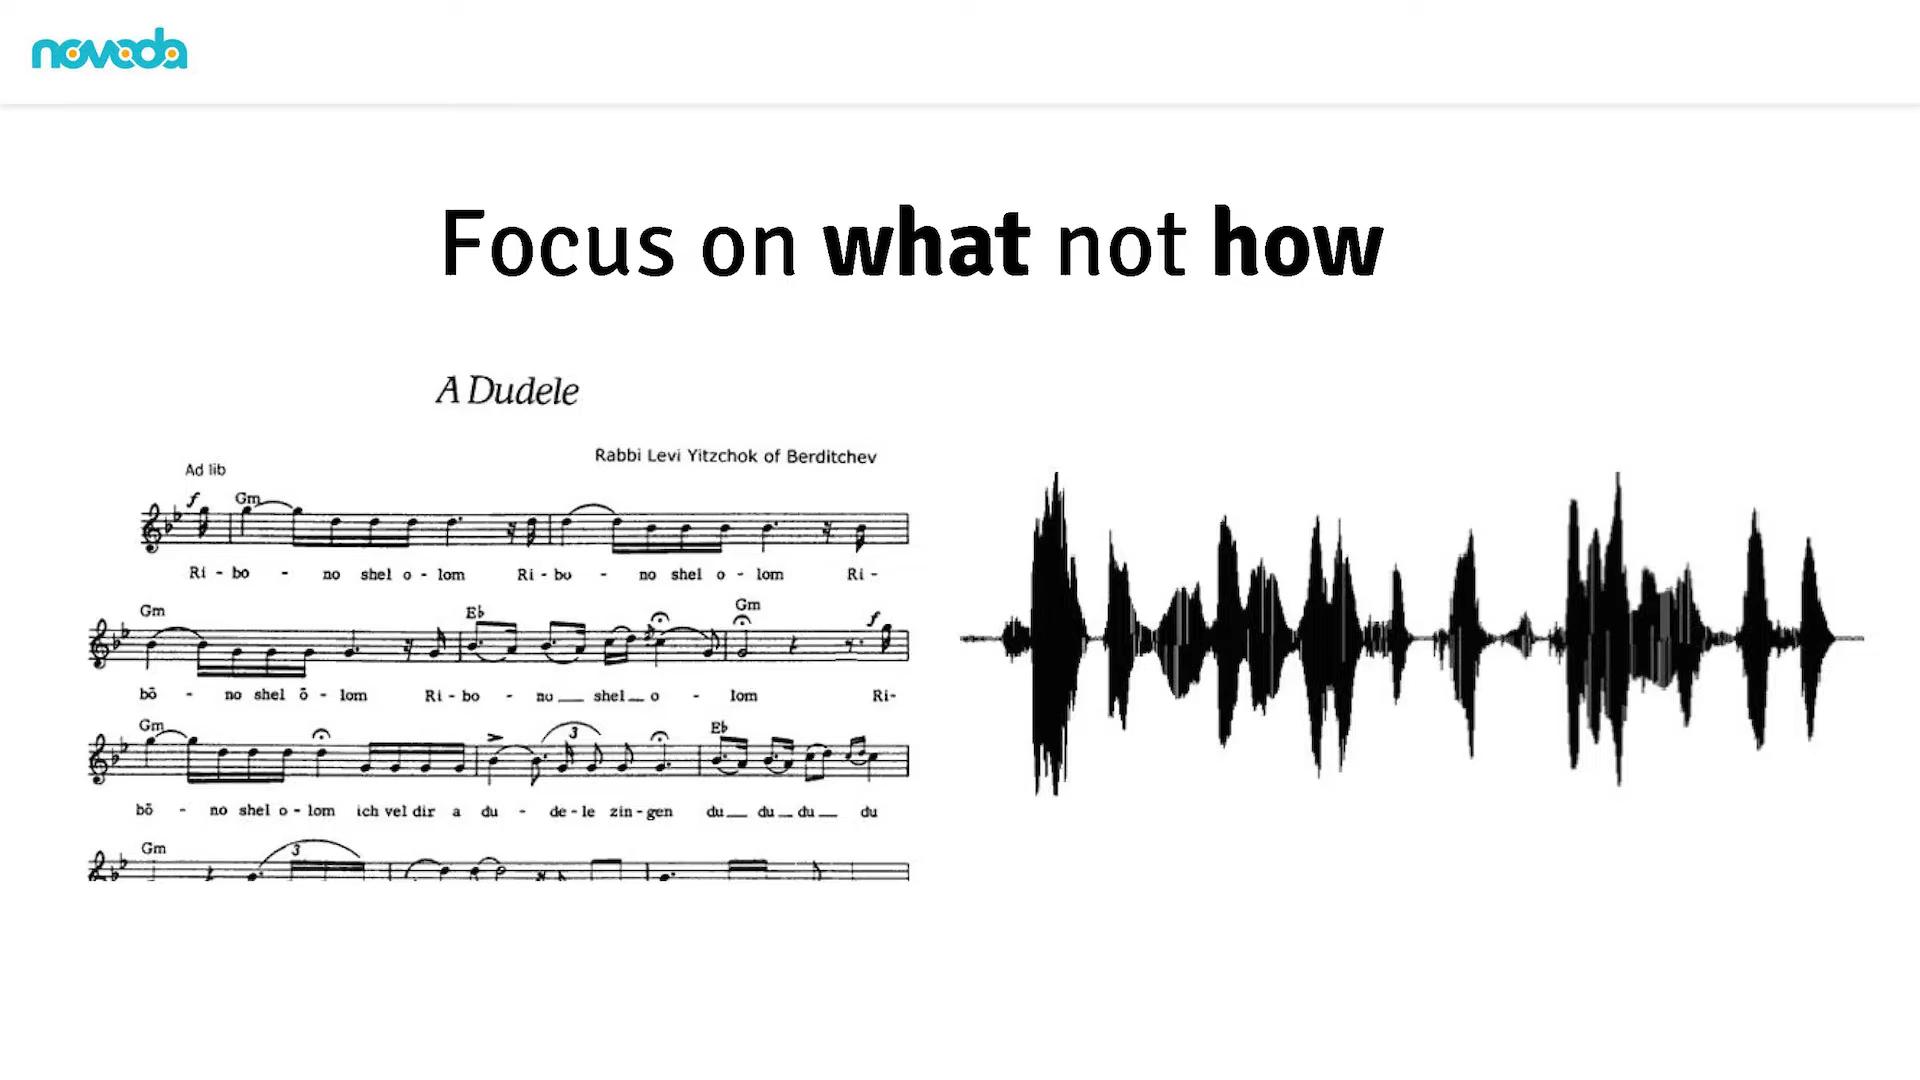 novoda
Focus on what not how
A Dudele
Rabbi Levi Yitzchok of Berditchev
Ad lib
f Gm
Ri - bo - no shel o - lom Ri - bo - no shel o - lom Ri -
Gm Eb Gm f
bō - no shel ō - lom Ri - bo - no shel o - lom Ri-
Gm 3 Eb
bō - no shel o - lom ich vel dir a du - de - le zin - gen du du du du
Gm 3